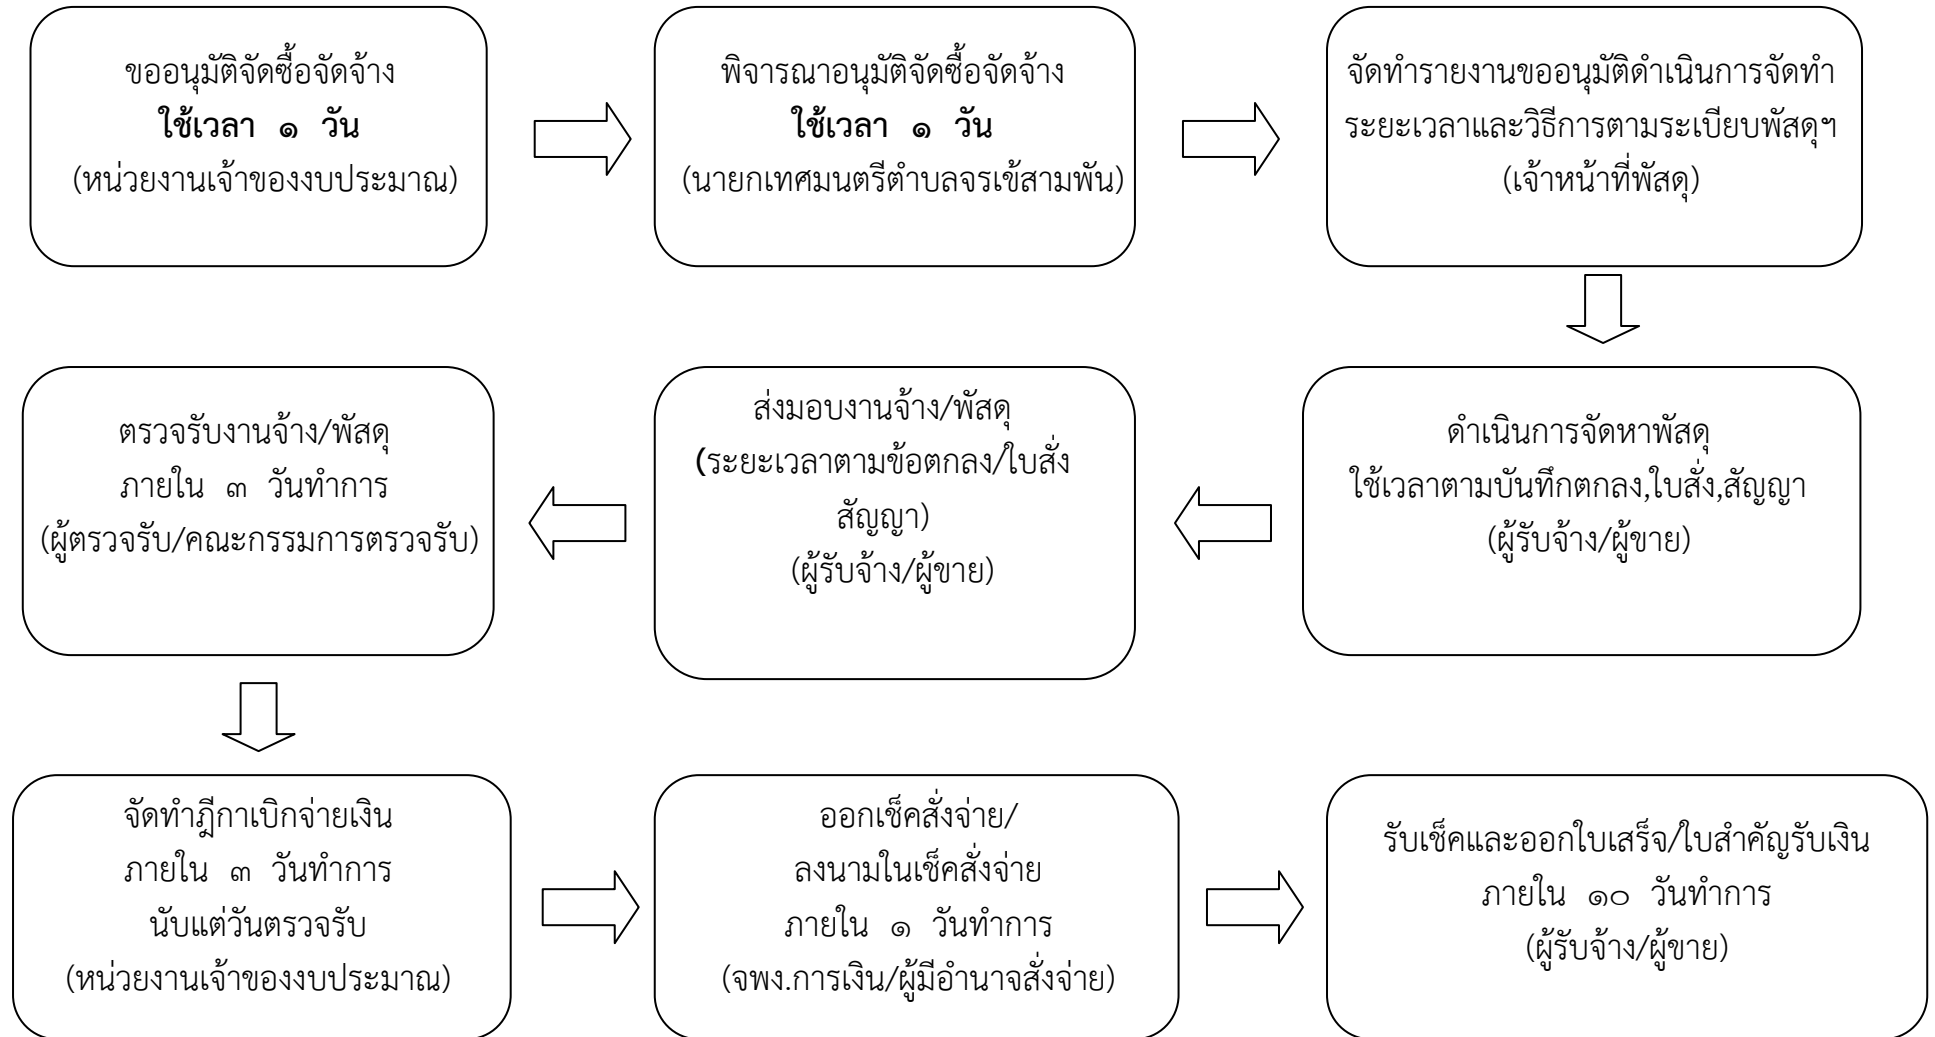 ขออนุมัติจัดซื้อจัดจ้าง
ใช้เวลา ๑ วัน
(หน่วยงานเจ้าของงบประมาณ)
พิจารณาอนุมัติจัดซื้อจัดจ้าง
ใช้เวลา ๑ วัน
(นายกเทศมนตรีตำบลจรเข้สามพัน)
จัดทำรายงานขออนุมัติดำเนินการจัดทำ
ระยะเวลาและวิธีการตามระเบียบพัสดุฯ
(เจ้าหน้าที่พัสดุ)
ดำเนินการจัดหาพัสดุ
ใช้เวลาตามบันทึกตกลง,ใบสั่ง,สัญญา
(ผู้รับจ้าง/ผู้ขาย)
ส่งมอบงานจ้าง/พัสดุ
(ระยะเวลาตามข้อตกลง/ใบสั่ง
สัญญา)
(ผู้รับจ้าง/ผู้ขาย)
ตรวจรับงานจ้าง/พัสดุ
ภายใน ๓ วันทำการ
(ผู้ตรวจรับ/คณะกรรมการตรวจรับ)
จัดทำฎีกาเบิกจ่ายเงิน
ภายใน ๓ วันทำการ
นับแต่วันตรวจรับ
(หน่วยงานเจ้าของงบประมาณ)
ออกเช็คสั่งจ่าย/
ลงนามในเช็คสั่งจ่าย
ภายใน ๑ วันทำการ
(จพง.การเงิน/ผู้มีอำนาจสั่งจ่าย)
รับเช็คและออกใบเสร็จ/ใบสำคัญรับเงิน
ภายใน ๑๐ วันทำการ
(ผู้รับจ้าง/ผู้ขาย)